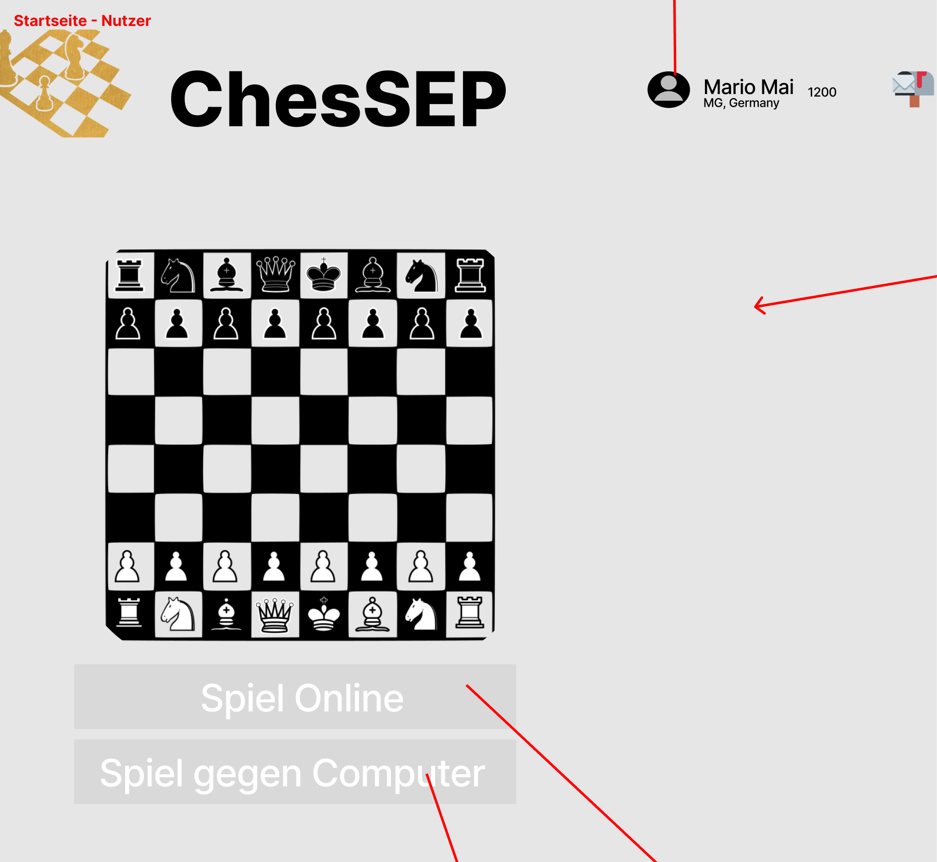 Startseite - Nutzer
ChesSEP
Mario Mai 1200
MG, Germany
Spiel Online
Spiel gegen Computer